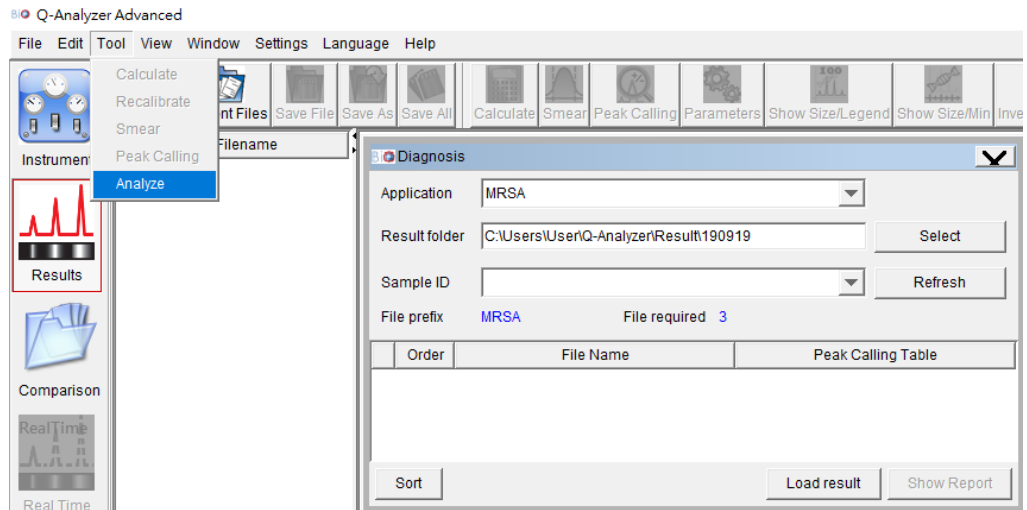 BIO Q-Analyzer Advanced
File Edit Tool View Window Settings Language Help
Calculate
Recalibrate
Smear
Peak Calling
Analyze
nt Files Save File Save As Save All Calculate Smear Peak Calling Parameters Show Size/Legend Show Size/Min Inve
Instrument
Filename
Results
Comparison
RealTime
Real Time
Diagnosis
Application MRSA
Result folder C:\Users\User\Q-Analyzer\Result\190919 Select
Sample ID Refresh
File prefix MRSA File required 3
Order File Name Peak Calling Table
Sort Load result Show Report